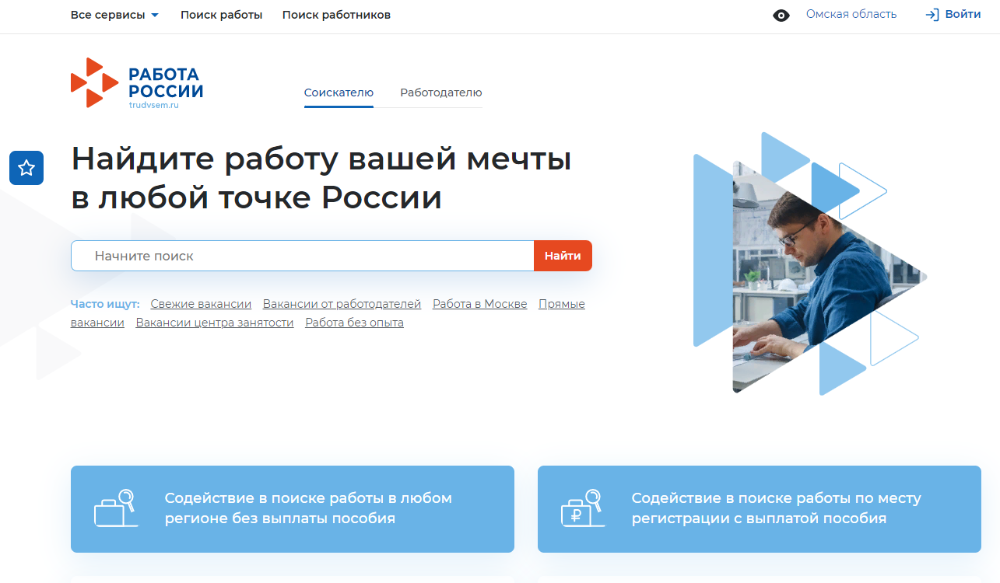 Все сервисы Поиск работы Поиск работников Омская область Войти
РАБОТА
РОССИИ
trudvsem.ru
Соискателю Работодателю
Найдите работу вашей мечты
в любой точке России
Начните поиск Найти
Часто ищут: Свежие вакансии Вакансии от работодателей Работа в Москве Прямые
вакансии Вакансии центра занятости Работа без опыта
Содействие в поиске работы в любом
регионе без выплаты пособия
Содействие в поиске работы по месту
регистрации с выплатой пособия